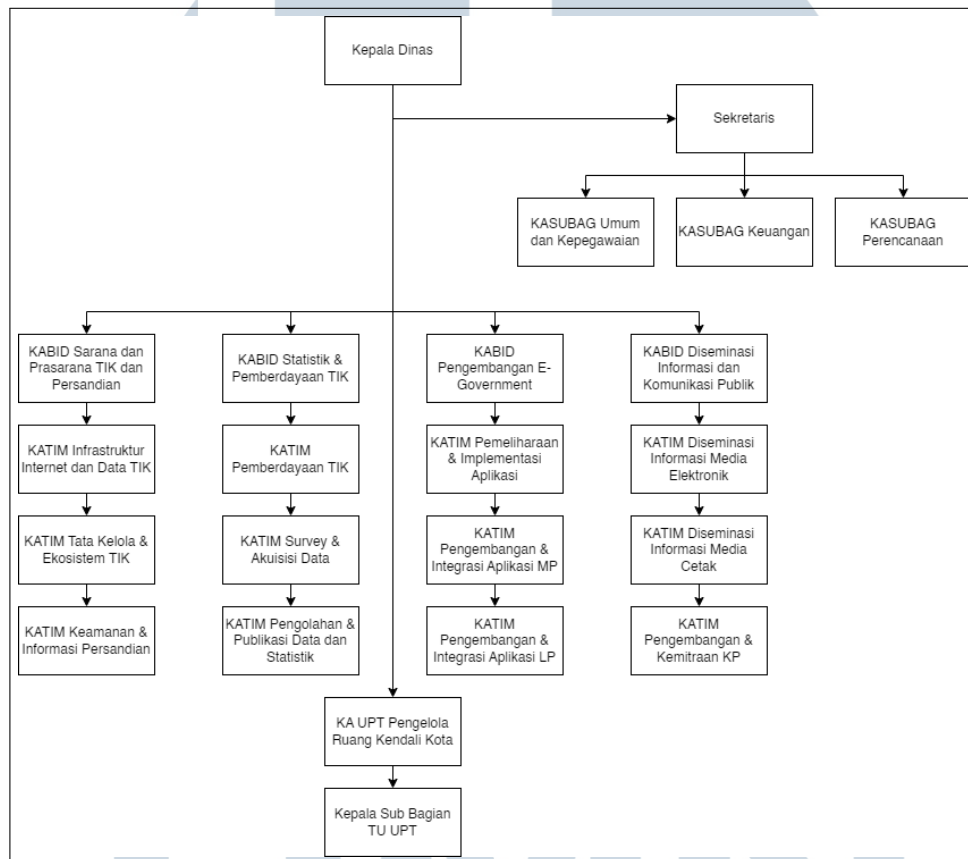 Kepala Dinas
Sekretaris
KASUBAG Umum
dan Kepegawaian
KASUBAG Keuangan
KASUBAG
Perencanaan
KABID Sarana dan
Prasarana TIK dan
Persandian
KABID Statistik &
Pemberdayaan TIK
KABID
Pengembangan E-
Government
KABID Diseminasi
Informasi dan
Komunikasi Publik
KATIM Infrastruktur
Internet dan Data TIK
KATIM
Pemberdayaan TIK
KATIM Pemeliharaan
& Implementasi
Aplikasi
KATIM Diseminasi
Informasi Media
Elektronik
KATIM Tata Kelola &
Ekosistem TIK
KATIM Survey &
Akuisisi Data
KATIM
Pengembangan &
Integrasi Aplikasi MP
KATIM Diseminasi
Informasi Media
Cetak
KATIM Keamanan &
Informasi Persandian
KATIM Pengolahan &
Publikasi Data dan
Statistik
KATIM
Pengembangan &
Integrasi Aplikasi LP
KATIM
Pengembangan &
Kemitraan KP
KA UPT Pengelola
Ruang Kendali Kota
Kepala Sub Bagian
TU UPT